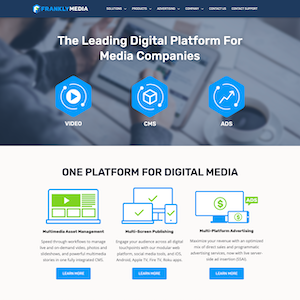 FRANKLYMEDIA
SOLUTIONS PRODUCTS ADVERTISING COMPANY CONTACT US CONTACT SUPPORT
The Leading Digital Platform For
Media Companies
VIDEO CMS ADS
ONE PLATFORM FOR DIGITAL MEDIA
ADS
Multimedia Asset Management
Speed through workflows to manage
live and on-demand video, photos and
slideshows, and powerful multimedia
stories in one fully integrated CMS.
LEARN MORE
Multi-Screen Publishing
Engage your audience across all digital
touchpoints with our modular web
platform, social media tools, and iOS,
Android, Apple TV, Fire TV, Roku apps.
LEARN MORE
Multi-Platform Advertising
Maximize your revenue with an optimized
mix of direct sales and programmatic
advertising services, now with live server-
side ad insertion (SSAI).
LEARN MORE